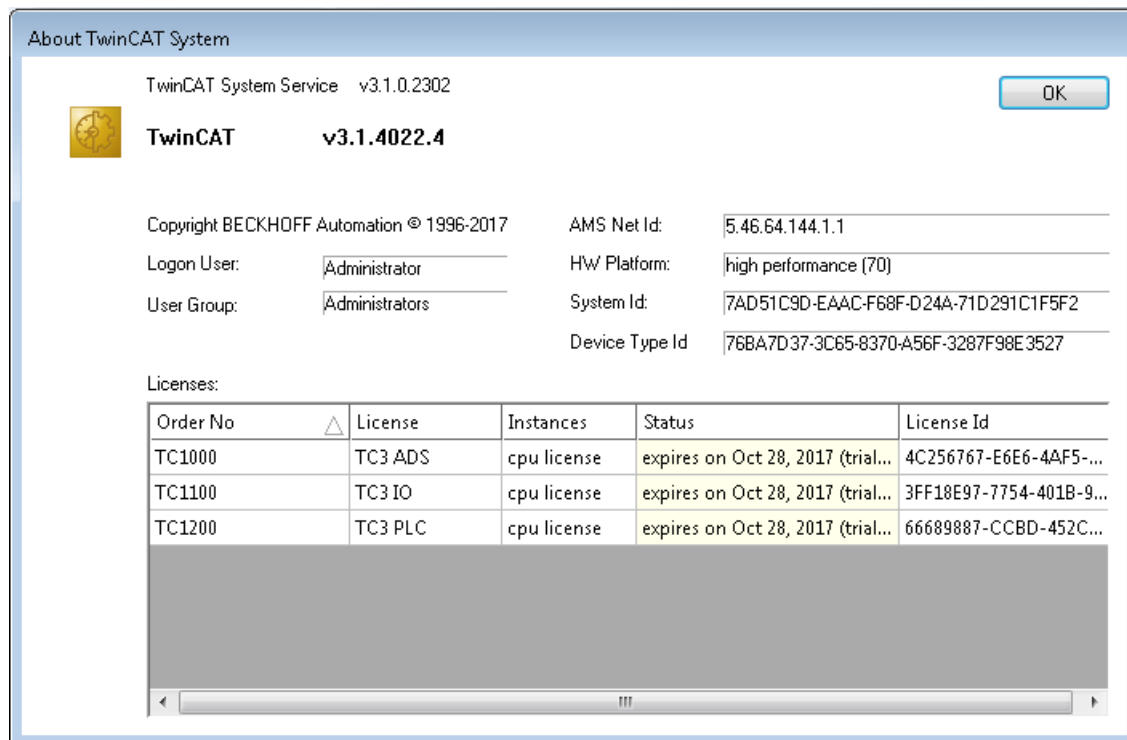 About TwinCAT System
TwinCAT System Service v3.1.0.2302
OK
TwinCAT v3.1.4022.4
Copyright BECKHOFF Automation © 1996-2017
AMS Net Id: 5.46.64.144.1.1
Logon User: Administrator
HW Platform: high performance (70)
User Group: Administrators
System Id: 7AD51C9D-EAAC-F68F-D24A-71D291C1F5F2
Device Type Id 76BA7D37-3C65-8370-A56F-3287F98E3527
Licenses:
Order No License Instances Status License Id
TC1000 TC3 ADS cpu license expires on Oct 28, 2017 (trial... 4C256767-E6E6-4AF5-...
TC1100 TC3 IO cpu license expires on Oct 28, 2017 (trial... 3FF18E97-7754-401B-9...
TC1200 TC3 PLC cpu license expires on Oct 28, 2017 (trial... 66689887-CCBD-452C...